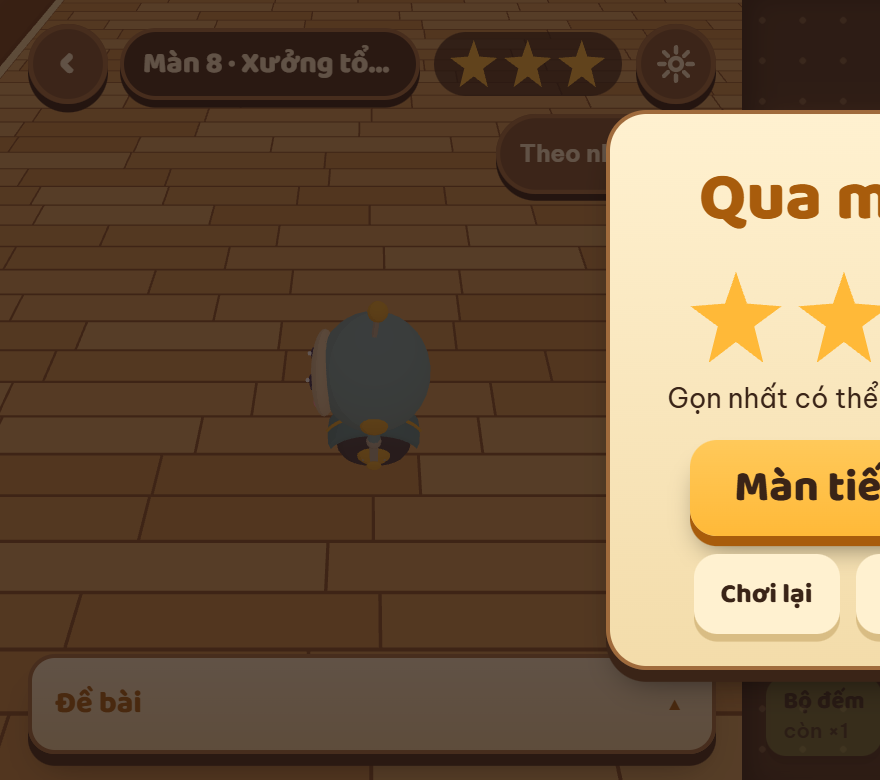 Màn 8 · Xưởng tổ...
Theo
Qua
Gọn nhất có thể
Màn tiế
Chơi lại
Đề bài
Bộ đếm
còn ×1